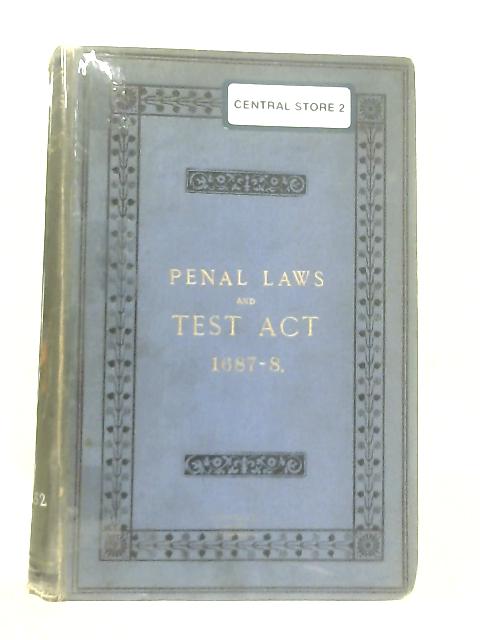 CENTRAL STORE 2
PENAL LAWS
AND
TEST ACT
1687-8.